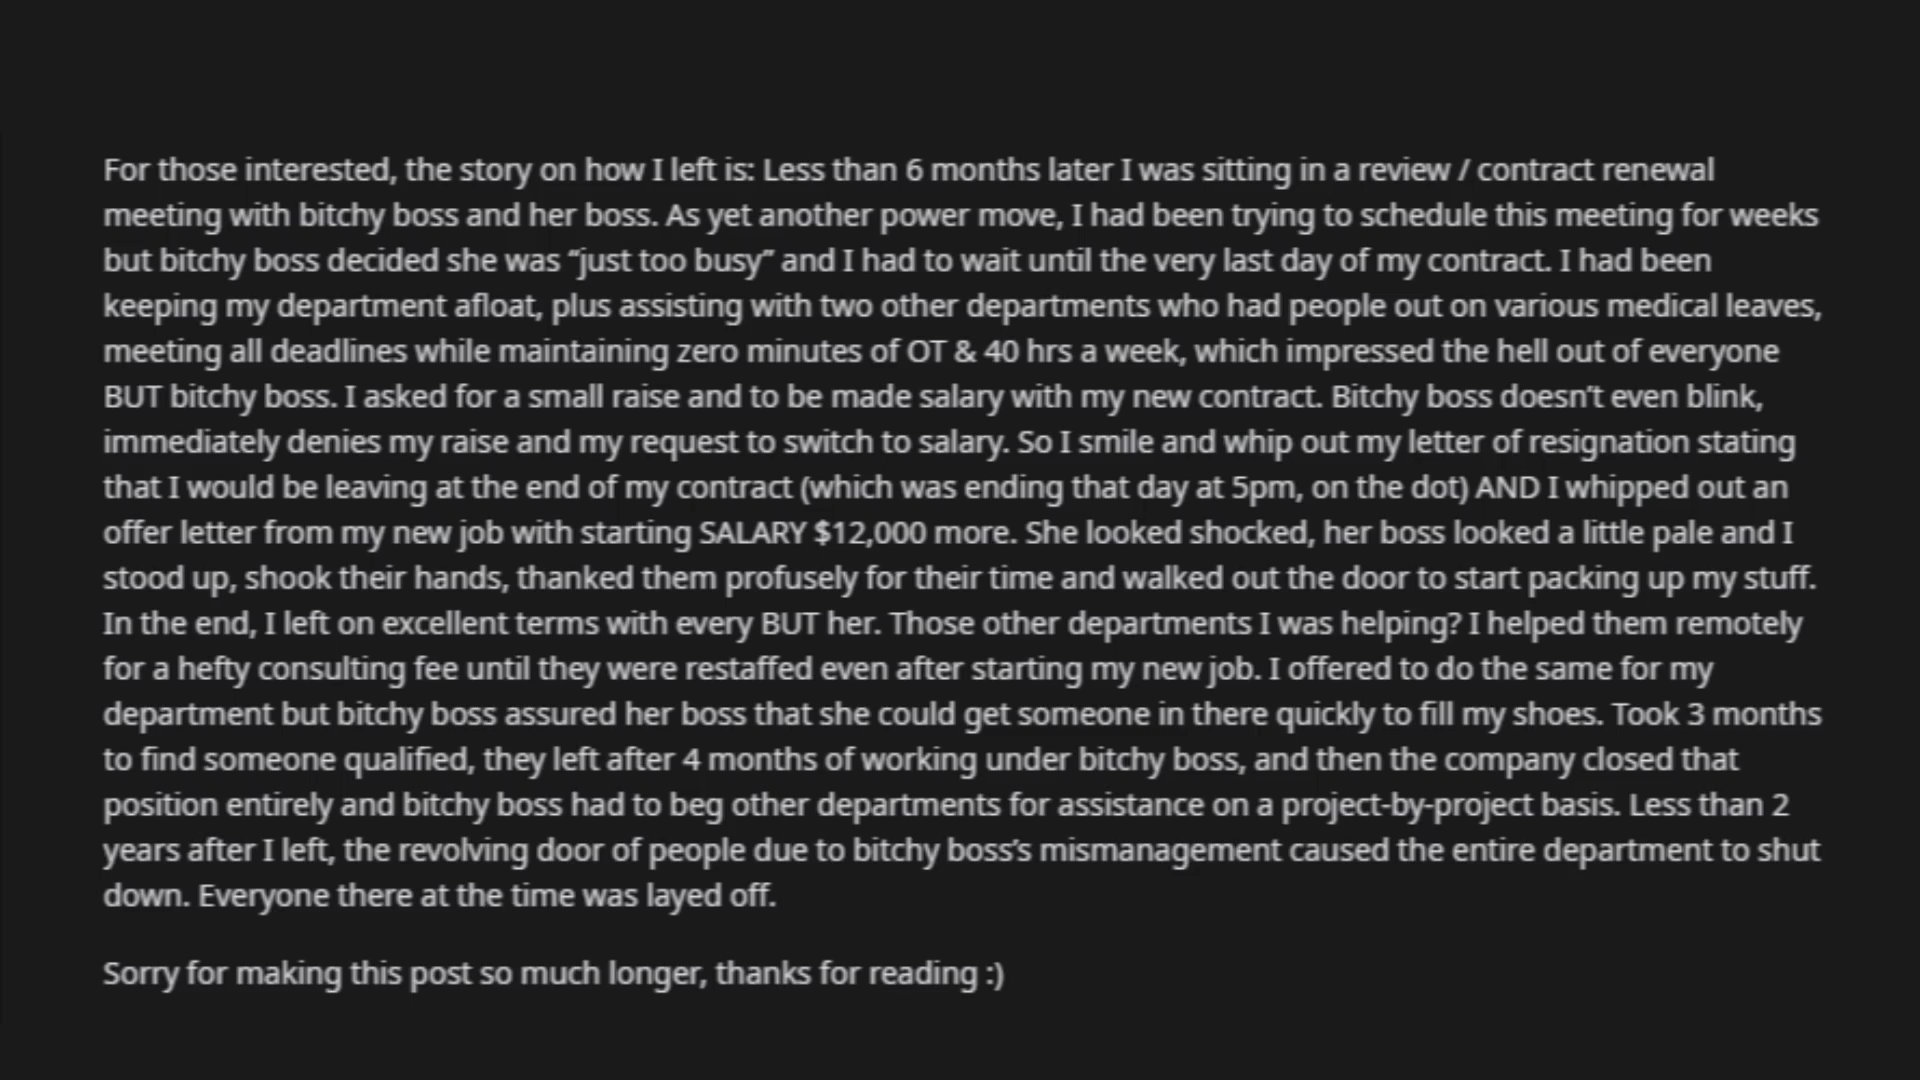 For those interested, the story on how I left is: Less than 6 months later I was sitting in a review / contract renewal
meeting with bitchy boss and her boss. As yet another power move, I had been trying to schedule this meeting for weeks
but bitchy boss decided she was “just too busy” and I had to wait until the very last day of my contract. I had been
keeping my department afloat, plus assisting with two other departments who had people out on various medical leaves,
meeting all deadlines while maintaining zero minutes of OT & 40 hrs a week, which impressed the hell out of everyone
BUT bitchy boss. I asked for a small raise and to be made salary with my new contract. Bitchy boss doesn’t even blink,
immediately denies my raise and my request to switch to salary. So I smile and whip out my letter of resignation stating
that I would be leaving at the end of my contract (which was ending that day at 5pm, on the dot) AND I whipped out an
offer letter from my new job with starting SALARY $12,000 more. She looked shocked, her boss looked a little pale and I
stood up, shook their hands, thanked them profusely for their time and walked out the door to start packing up my stuff.
In the end, I left on excellent terms with every BUT her. Those other departments I was helping? I helped them remotely
for a hefty consulting fee until they were restaffed even after starting my new job. I offered to do the same for my
department but bitchy boss assured her boss that she could get someone in there quickly to fill my shoes. Took 3 months
to find someone qualified, they left after 4 months of working under bitchy boss, and then the company closed that
position entirely and bitchy boss had to beg other departments for assistance on a project-by-project basis. Less than 2
years after I left, the revolving door of people due to bitchy boss’s mismanagement caused the entire department to shut
down. Everyone there at the time was layed off.
Sorry for making this post so much longer, thanks for reading :)